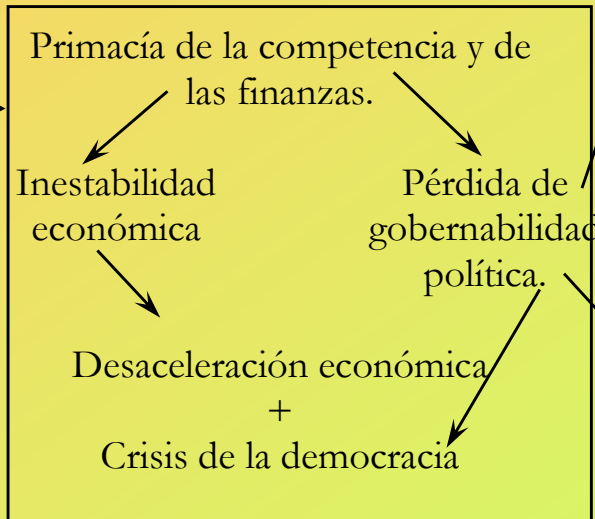 Primacía de la competencia y de
las finanzas.
Inestabilidad
económica
Pérdida de
gobernabilidad
política.
Desaceleración económica
+
Crisis de la democracia